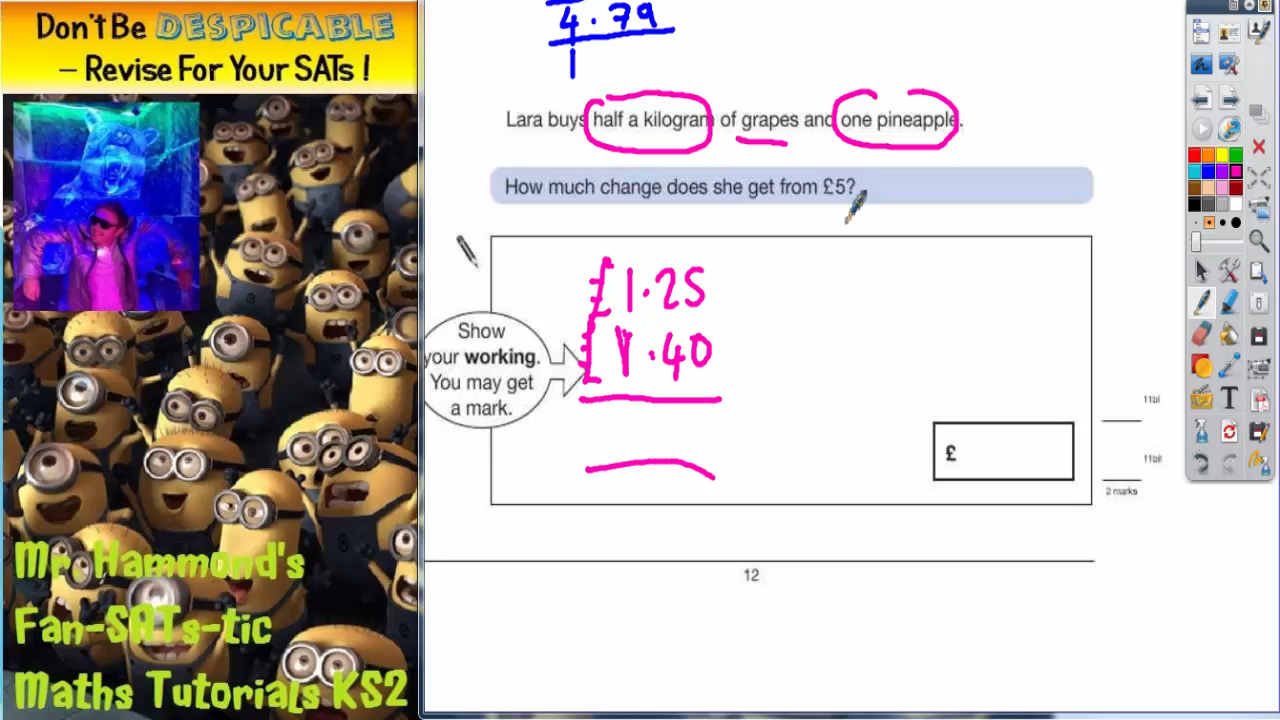 Don't Be DESPICABLE
– Revise For Your SATs !
4.79
1
Lara buys half a kilogram of grapes and one pineapple.
How much change does she get from £5?
£1.25
£1.40
Show
your working.
You may get
a mark.
£
11bi
11bii
2 marks
12
Mr. Hammond's
Fan-SATs-tic
Maths Tutorials KS2